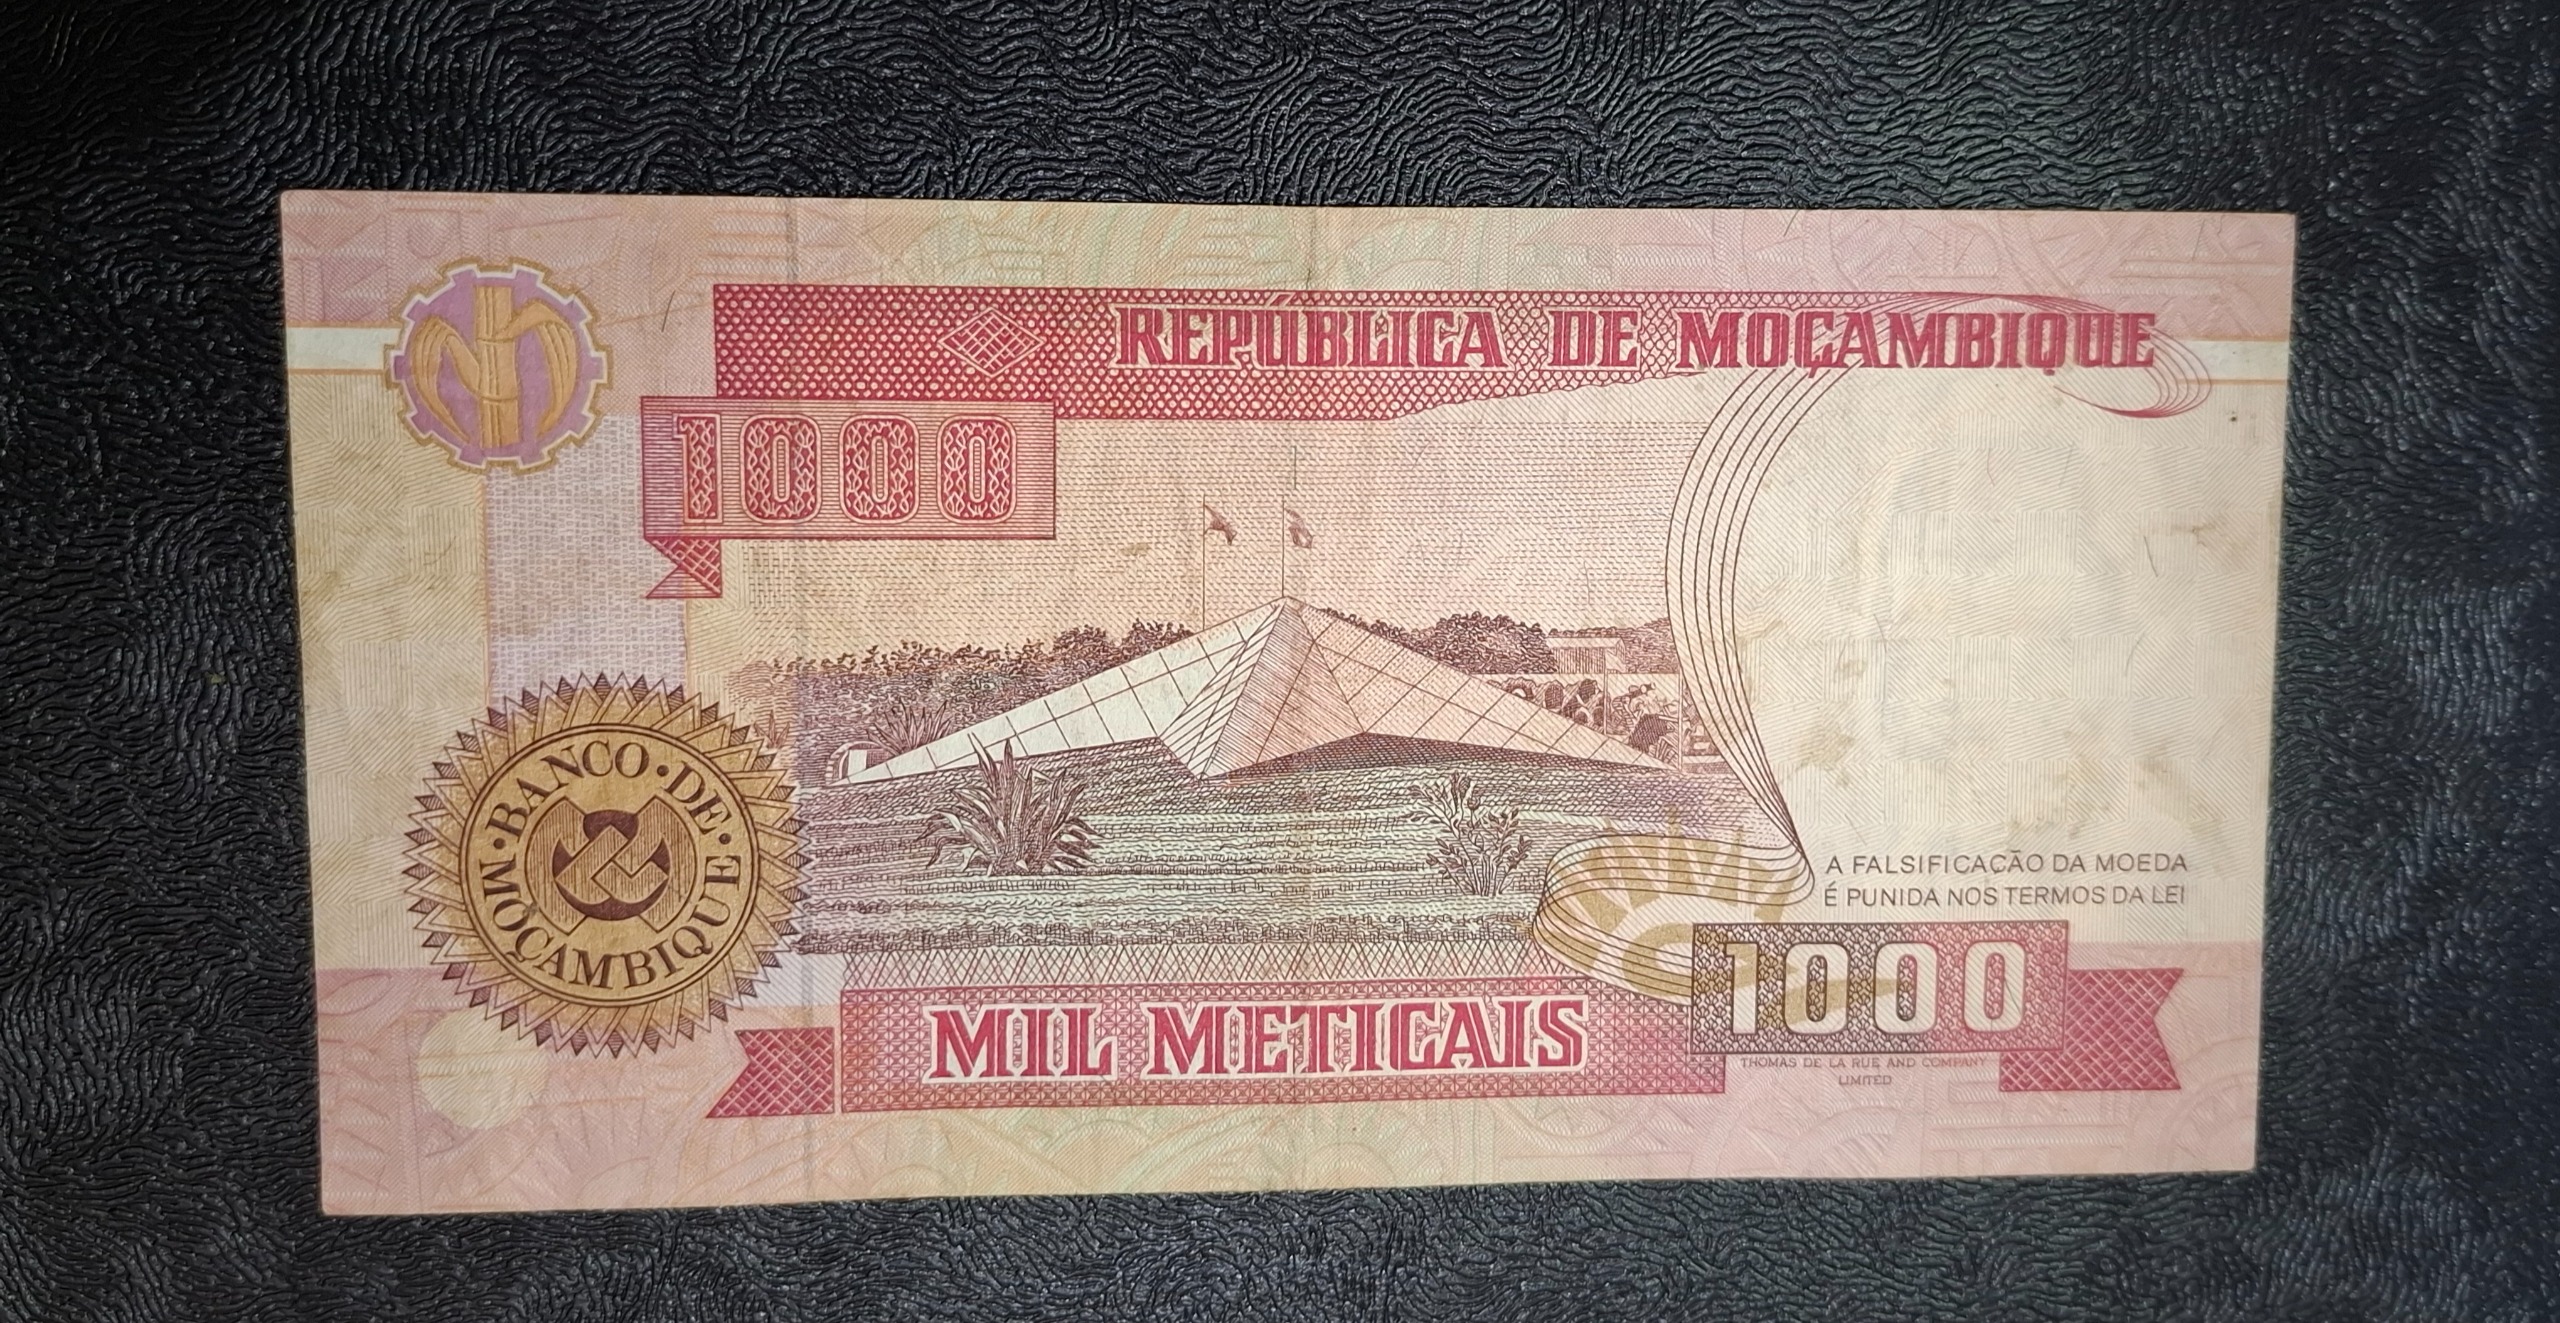 REPÚBLICA DE MOÇAMBIQUE
1000
BANCO·DE·
·MOÇAMBIQUE
A FALSIFICAÇÃO DA MOEDA
É PUNIDA NOS TERMOS DA LEI
1000
MIL METICAIS
THOMAS DE LA RUE AND COMPANY
LIMITED